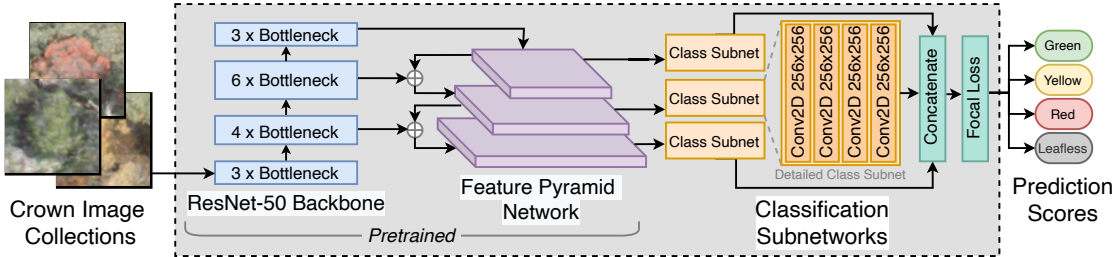 Crown Image
Collections
3 x Bottleneck
6 x Bottleneck
4 x Bottleneck
3 x Bottleneck
ResNet-50 Backbone
Feature Pyramid
Network
Pretrained
Class Subnet
Class Subnet
Class Subnet
Conv2D 256x256
Conv2D 256x256
Conv2D 256x256
Conv2D 256x256
Detailed Class Subnet
Classification
Subnetworks
Concatenate
Focal Loss
Green
Yellow
Red
Leafless
Prediction
Scores